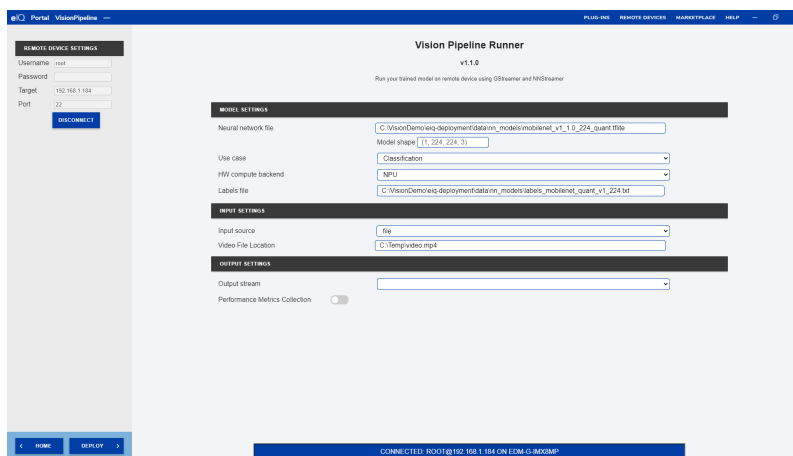 eIQ Portal VisionPipeline —
PLUG-INS REMOTE DEVICES MARKETPLACE HELP
REMOTE DEVICE SETTINGS
Username root
Password
Target 192.168.1.184
Port 22
DISCONNECT
Vision Pipeline Runner
v1.1.0
Run your trained model on remote device using GStreamer and NNStreamer
MODEL SETTINGS
Neural network file C:\VisionDemo\eiq-deployment\data\nn_models\mobilenet_v1_1.0_224_quant.tflite
Model shape (1, 224, 224, 3)
Use case Classification
HW compute backend NPU
Labels file C:\VisionDemo\eiq-deployment\data\nn_models\labels_mobilenet_quant_v1_224.txt
INPUT SETTINGS
Input source file
Video File Location C:\Temp\video.mp4
OUTPUT SETTINGS
Output stream
Performance Metrics Collection
< HOME DEPLOY >
CONNECTED: ROOT@192.168.1.184 ON EDM-G-IMX8MP